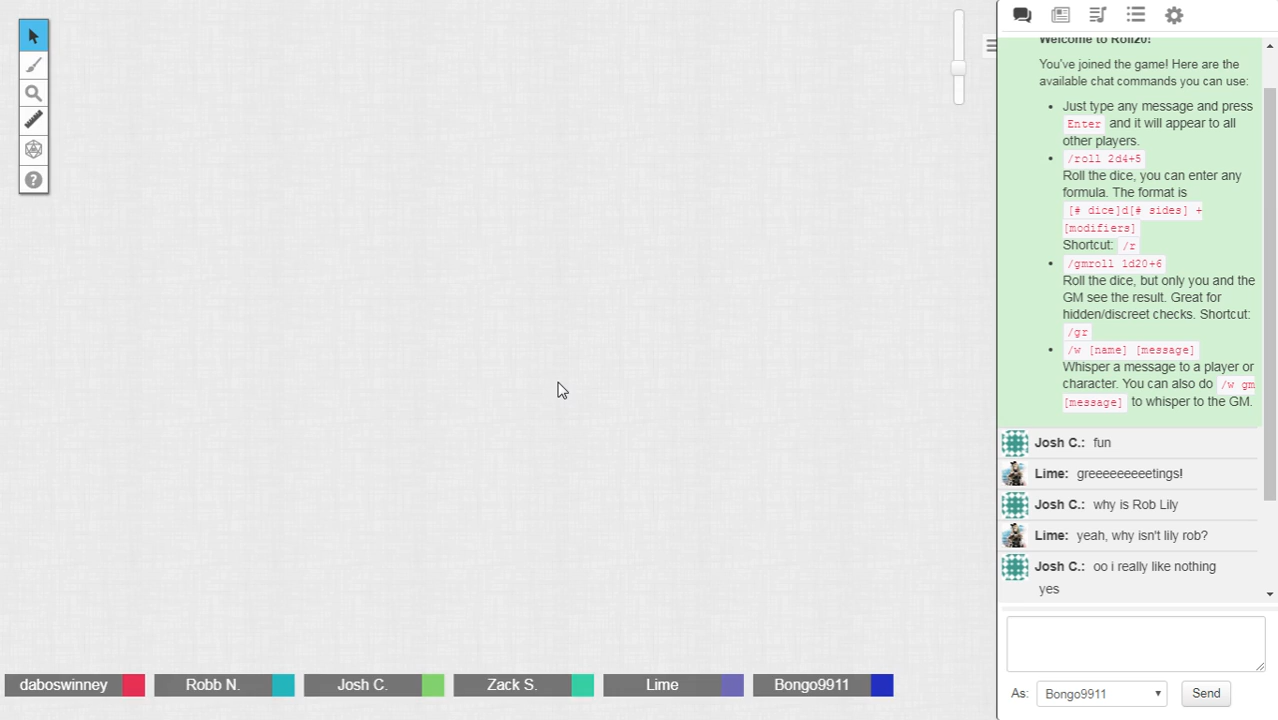 Welcome to Roll20!
You've joined the game! Here are the
available chat commands you can use:
• Just type any message and press
Enter and it will appear to all
other players.
• /roll 2d4+5
Roll the dice, you can enter any
formula. The format is
[# dice]d[# sides] +
[modifiers]
Shortcut: /r
• /gmroll 1d20+6
Roll the dice, but only you and the
GM see the result. Great for
hidden/discreet checks. Shortcut:
/gr
• /w [name] [message]
Whisper a message to a player or
character. You can also do /w gm
[message] to whisper to the GM.
Josh C.: fun
Lime: greeeeeeeeetings!
Josh C.: why is Rob Lily
Lime: yeah, why isn't lily rob?
Josh C.: oo i really like nothing
yes
As: Bongo9911 Send
daboswinney Robb N. Josh C. Zack S. Lime Bongo9911